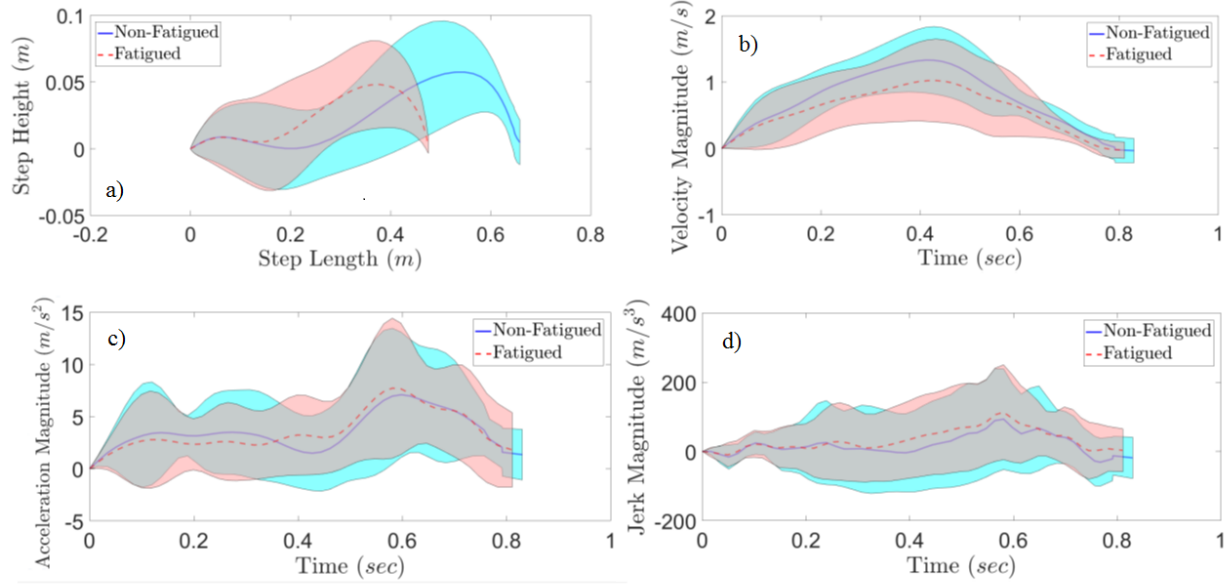 0.1
Non-Fatigued
Fatigued
0.05
0
-0.05
Step Height (m)
a)
-0.2 0 0.2 0.4 0.6 0.8
Step Length (m)
2
Non-Fatigued
Fatigued
1
0
-1
Velocity Magnitude (m/s)
b)
0 0.2 0.4 0.6 0.8 1
Time (sec)
15
Non-Fatigued
Fatigued
10
5
0
-5
Acceleration Magnitude (m/s²)
c)
0 0.2 0.4 0.6 0.8 1
Time (sec)
400
Non-Fatigued
Fatigued
200
0
-200
Jerk Magnitude (m/s³)
d)
0 0.2 0.4 0.6 0.8 1
Time (sec)